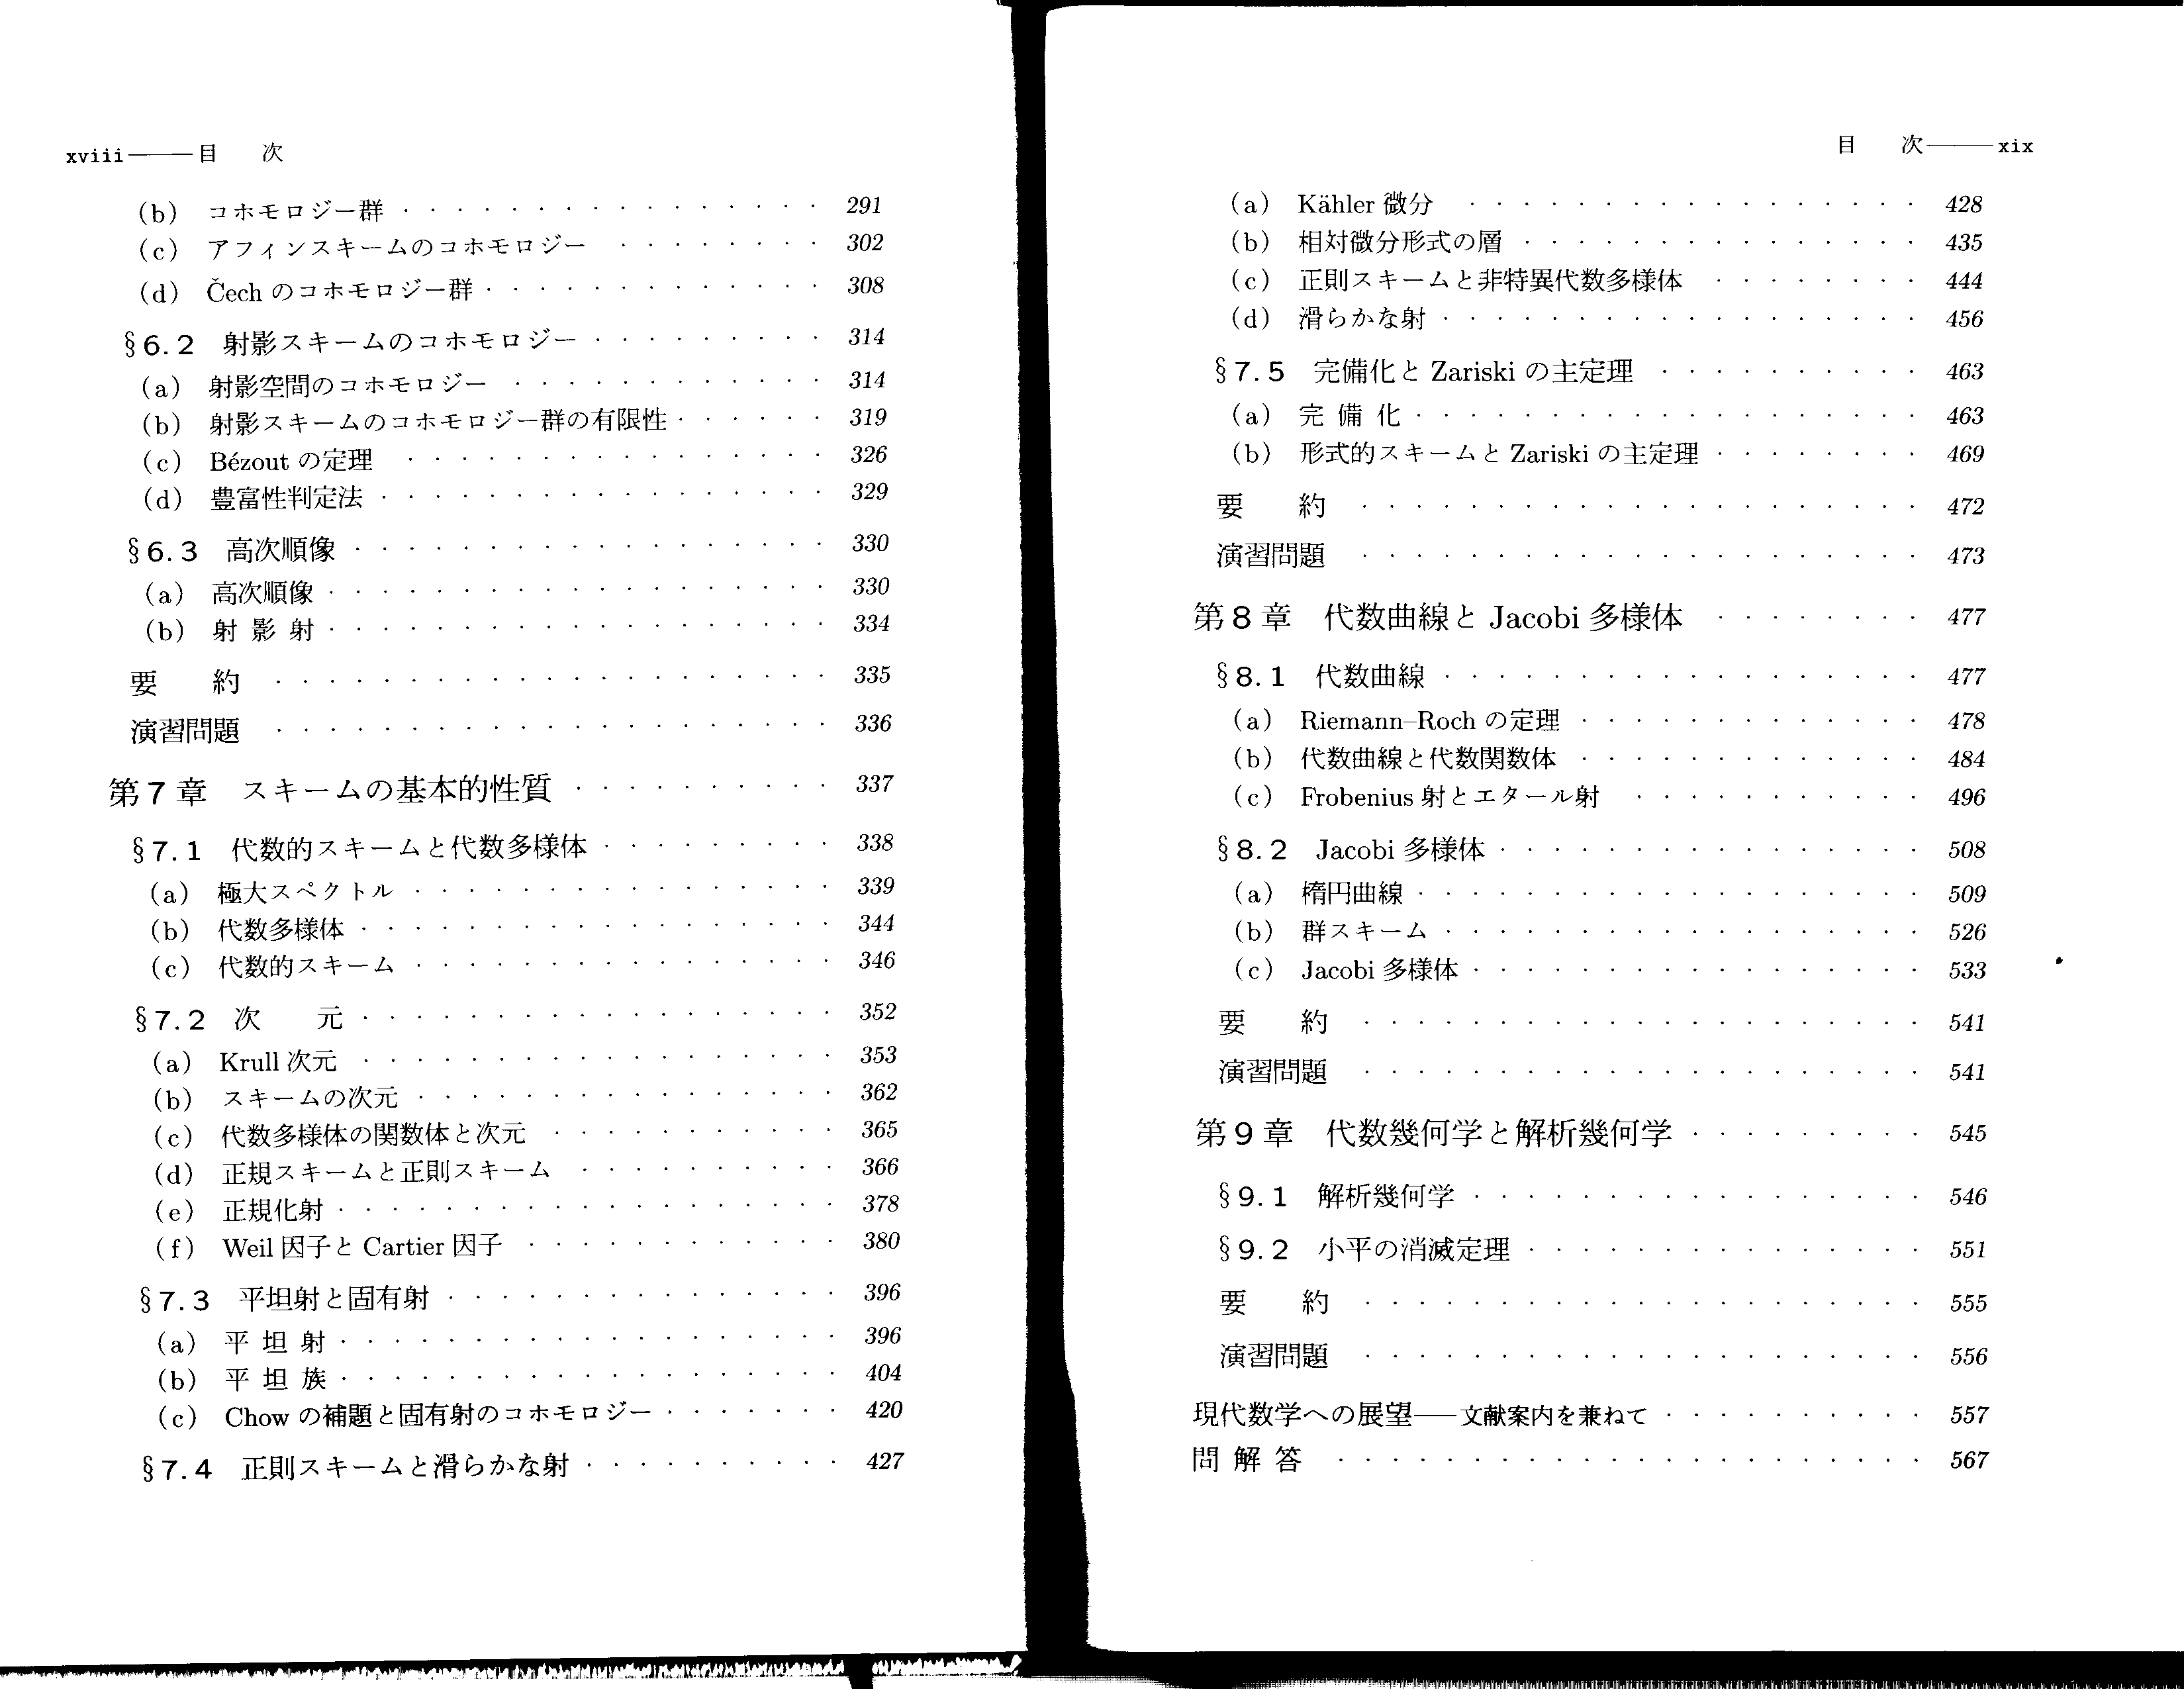 xviii——目　次
(b) コホモロジー群 ・・・・・・・・・・・・・・・・ 291
(c) アフィンスキームのコホモロジー ・・・・・・・・ 302
(d) Čech のコホモロジー群 ・・・・・・・・・・・・・ 308
§6.2 射影スキームのコホモロジー ・・・・・・・・・ 314
(a) 射影空間のコホモロジー ・・・・・・・・・・・・ 314
(b) 射影スキームのコホモロジー群の有限性 ・・・・・・ 319
(c) Bézout の定理 ・・・・・・・・・・・・・・・・ 326
(d) 豊富性判定法 ・・・・・・・・・・・・・・・・・ 329
§6.3 高次順像 ・・・・・・・・・・・・・・・・・・ 330
(a) 高次順像 ・・・・・・・・・・・・・・・・・・・ 330
(b) 射 影 射 ・・・・・・・・・・・・・・・・・・・ 334
要　約 ・・・・・・・・・・・・・・・・・・・・・ 335
演習問題 ・・・・・・・・・・・・・・・・・・・・・ 336
第7章 スキームの基本的性質 ・・・・・・・・・・ 337
§7.1 代数的スキームと代数多様体 ・・・・・・・・・ 338
(a) 極大スペクトル ・・・・・・・・・・・・・・・・ 339
(b) 代数多様体 ・・・・・・・・・・・・・・・・・・ 344
(c) 代数的スキーム ・・・・・・・・・・・・・・・・ 346
§7.2 次　元 ・・・・・・・・・・・・・・・・・・ 352
(a) Krull 次元 ・・・・・・・・・・・・・・・・・・ 353
(b) スキームの次元 ・・・・・・・・・・・・・・・・ 362
(c) 代数多様体の関数体と次元 ・・・・・・・・・・・ 365
(d) 正規スキームと正則スキーム ・・・・・・・・・・ 366
(e) 正規化射 ・・・・・・・・・・・・・・・・・・・ 378
(f) Weil 因子と Cartier 因子 ・・・・・・・・・・・・ 380
§7.3 平坦射と固有射 ・・・・・・・・・・・・・・・ 396
(a) 平 坦 射 ・・・・・・・・・・・・・・・・・・・ 396
(b) 平 坦 族 ・・・・・・・・・・・・・・・・・・・ 404
(c) Chow の補題と固有射のコホモロジー ・・・・・・・ 420
§7.4 正則スキームと滑らかな射 ・・・・・・・・・・ 427
目　次——xix
(a) Kähler 微分 ・・・・・・・・・・・・・・・・・ 428
(b) 相対微分形式の層 ・・・・・・・・・・・・・・・ 435
(c) 正則スキームと非特異代数多様体 ・・・・・・・・ 444
(d) 滑らかな射 ・・・・・・・・・・・・・・・・・・ 456
§7.5 完備化と Zariski の主定理 ・・・・・・・・・・ 463
(a) 完 備 化 ・・・・・・・・・・・・・・・・・・・ 463
(b) 形式的スキームと Zariski の主定理 ・・・・・・・・ 469
要　約 ・・・・・・・・・・・・・・・・・・・・・ 472
演習問題 ・・・・・・・・・・・・・・・・・・・・・ 473
第8章 代数曲線と Jacobi 多様体 ・・・・・・・・ 477
§8.1 代数曲線 ・・・・・・・・・・・・・・・・・・ 477
(a) Riemann–Roch の定理 ・・・・・・・・・・・・・ 478
(b) 代数曲線と代数関数体 ・・・・・・・・・・・・・ 484
(c) Frobenius 射とエタール射 ・・・・・・・・・・・ 496
§8.2 Jacobi 多様体 ・・・・・・・・・・・・・・・・ 508
(a) 楕円曲線 ・・・・・・・・・・・・・・・・・・・ 509
(b) 群スキーム ・・・・・・・・・・・・・・・・・・ 526
(c) Jacobi 多様体 ・・・・・・・・・・・・・・・・・ 533
要　約 ・・・・・・・・・・・・・・・・・・・・・ 541
演習問題 ・・・・・・・・・・・・・・・・・・・・・ 541
第9章 代数幾何学と解析幾何学 ・・・・・・・・・ 545
§9.1 解析幾何学 ・・・・・・・・・・・・・・・・・ 546
§9.2 小平の消滅定理 ・・・・・・・・・・・・・・・ 551
要　約 ・・・・・・・・・・・・・・・・・・・・・ 555
演習問題 ・・・・・・・・・・・・・・・・・・・・・ 556
現代数学への展望——文献案内を兼ねて ・・・・・・・・・・ 557
問 解 答 ・・・・・・・・・・・・・・・・・・・・・・ 567